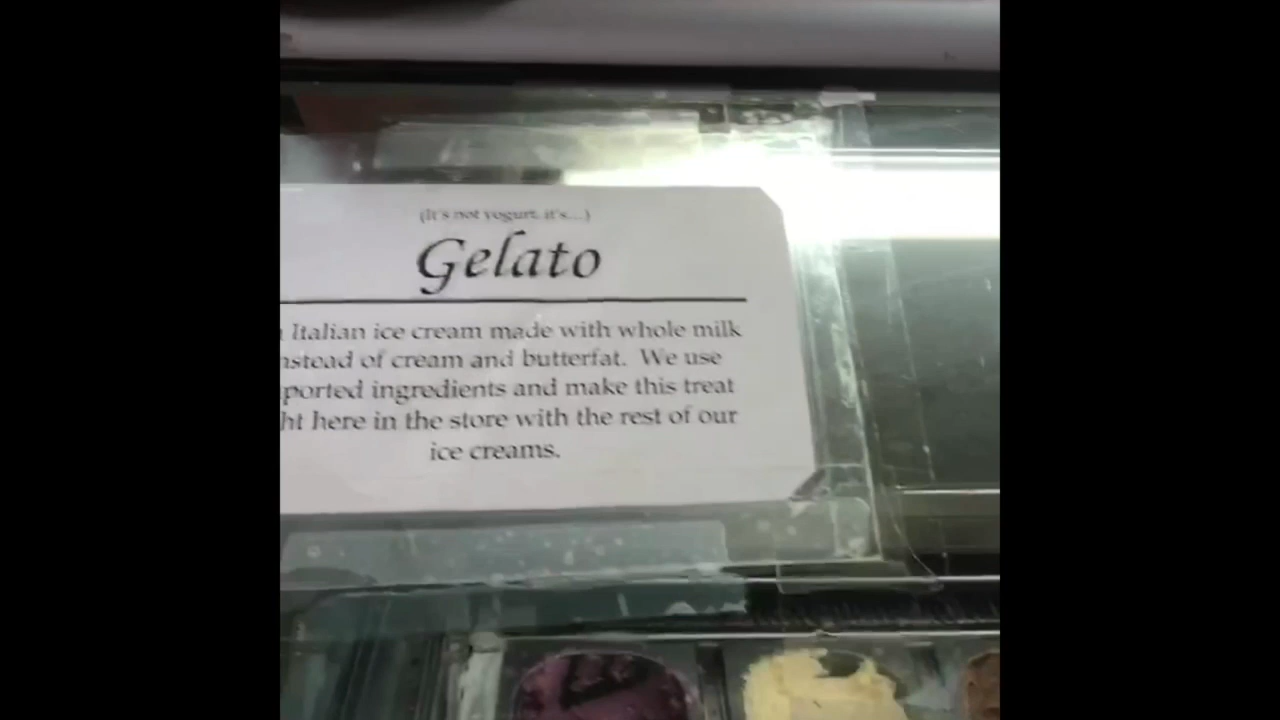 (It's not yogurt, it's...)
Gelato
Italian ice cream made with whole milk
nstead of cream and butterfat. We use
ported ingredients and make this treat
ht here in the store with the rest of our
ice creams.